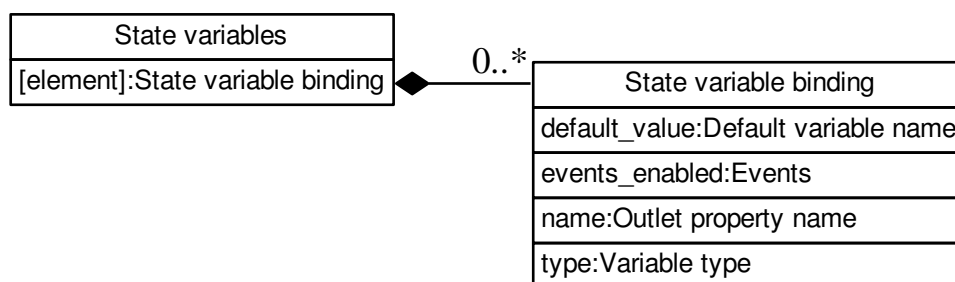 State variables
[element]:State variable binding
0..*
State variable binding
default_value:Default variable name
events_enabled:Events
name:Outlet property name
type:Variable type